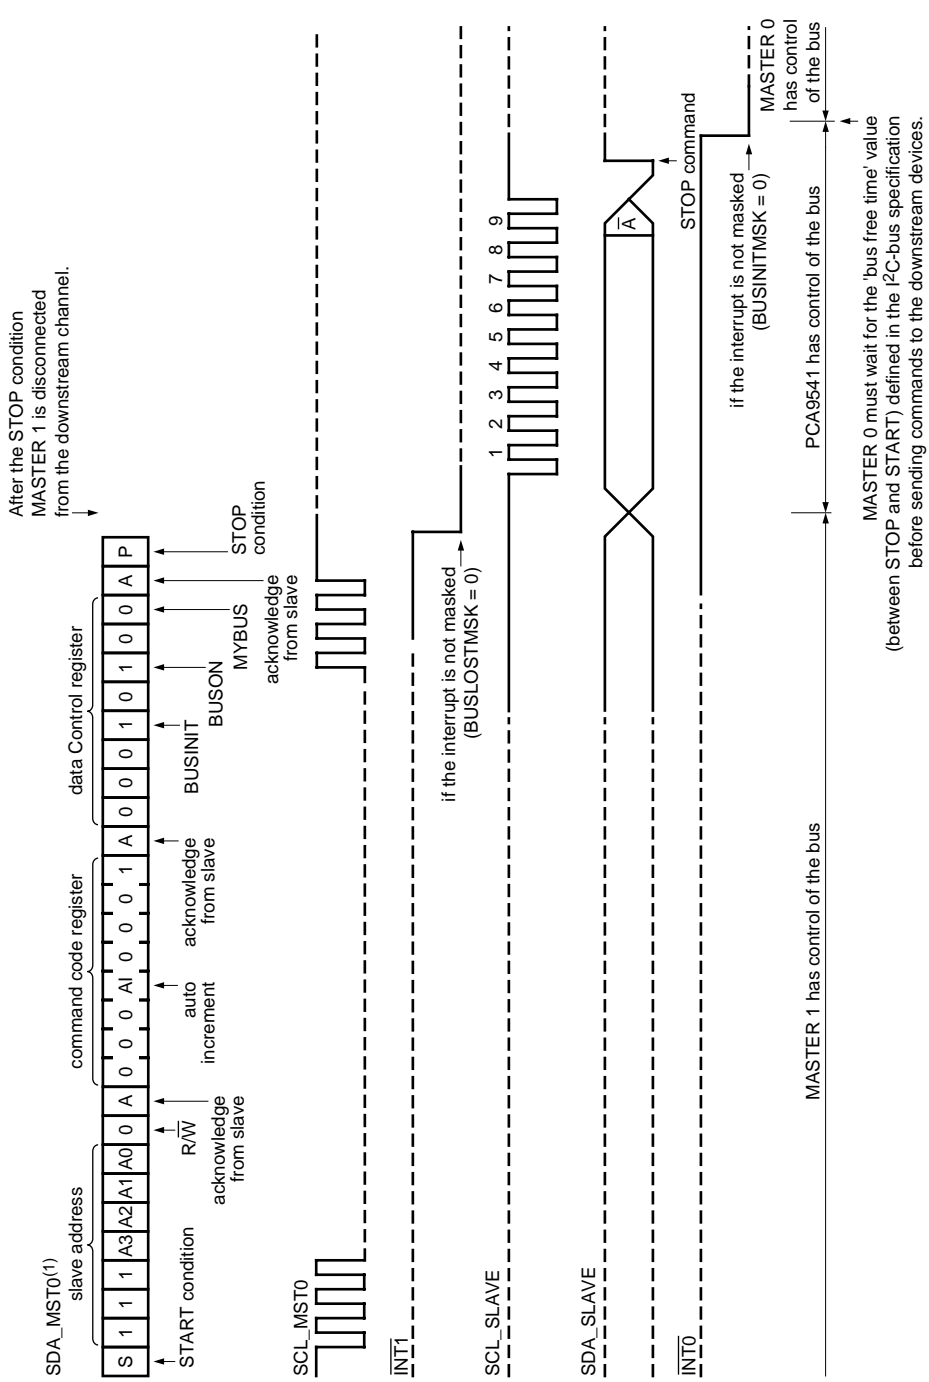 After the STOP condition
MASTER 1 is disconnected
from the downstream channel.
SDA_MST0(1)
slave address
command code register
data Control register
S 1 1 1 A3 A2 A1 A0 0 A 0 0 0 AI 0 0 0 1 A 0 0 0 1 0 1 0 0 A P
START condition
R/W̅
acknowledge
from slave
auto
increment
acknowledge
from slave
BUSINIT
BUSON
MYBUS
acknowledge
from slave
STOP
condition
SCL_MST0
I̅N̅T̅1̅
if the interrupt is not masked
(BUSLOSTMSK = 0)
SCL_SLAVE
1 2 3 4 5 6 7 8 9
SDA_SLAVE
A̅
STOP command
I̅N̅T̅0̅
if the interrupt is not masked
(BUSINITMSK = 0)
MASTER 1 has control of the bus
PCA9541 has control of the bus
MASTER 0
has control
of the bus
MASTER 0 must wait for the 'bus free time' value
(between STOP and START) defined in the I2C-bus specification
before sending commands to the downstream devices.